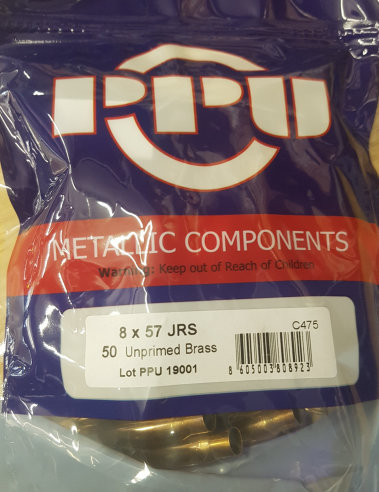 PPU
METALLIC COMPONENTS
Warning: Keep out of Reach of Children
8 x 57 JRS
C475
50 Unprimed Brass
Lot PPU 19001
8 605003 808923